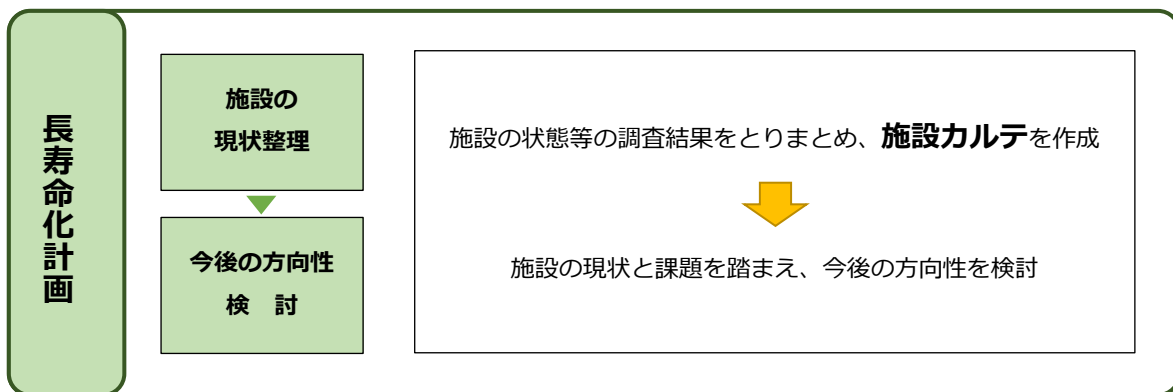 長寿命化計画
施設の
現状整理
施設の状態等の調査結果をとりまとめ、施設カルテを作成
今後の方向性
検　討
施設の現状と課題を踏まえ、今後の方向性を検討